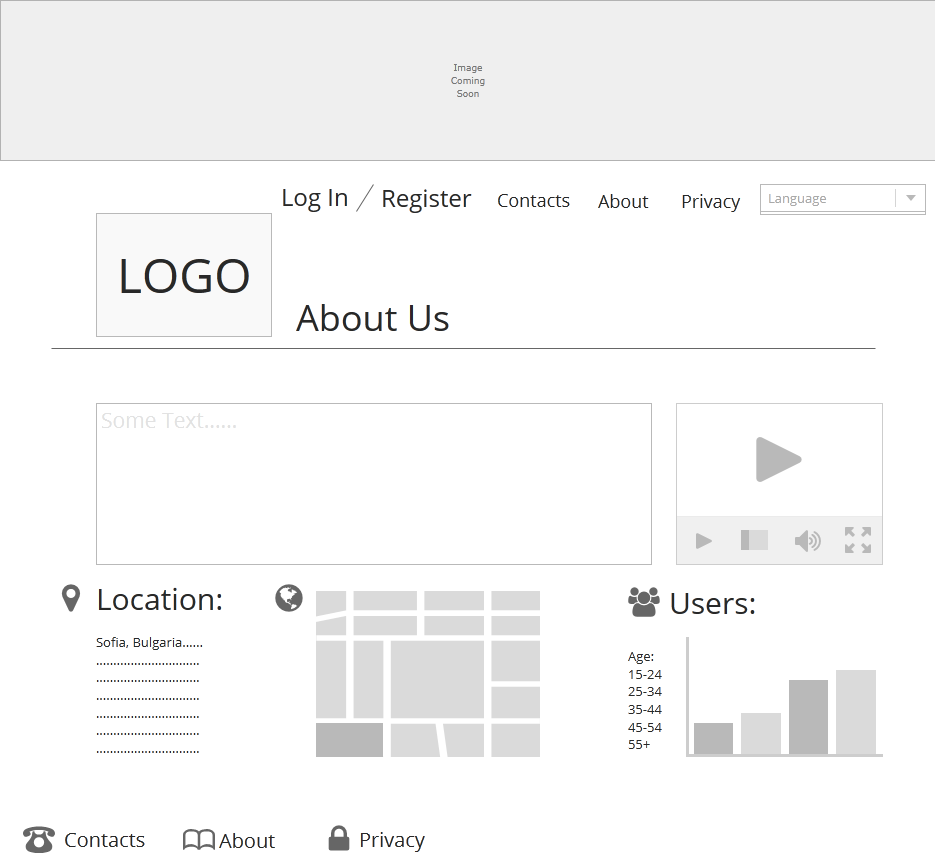 Image
Coming
Soon
Log In / Register Contacts About Privacy Language
LOGO
About Us
Some Text......
Location:
Users:
Sofia, Bulgaria......
..............................
..............................
..............................
..............................
..............................
..............................
Age:
15-24
25-34
35-44
45-54
55+
Contacts About Privacy